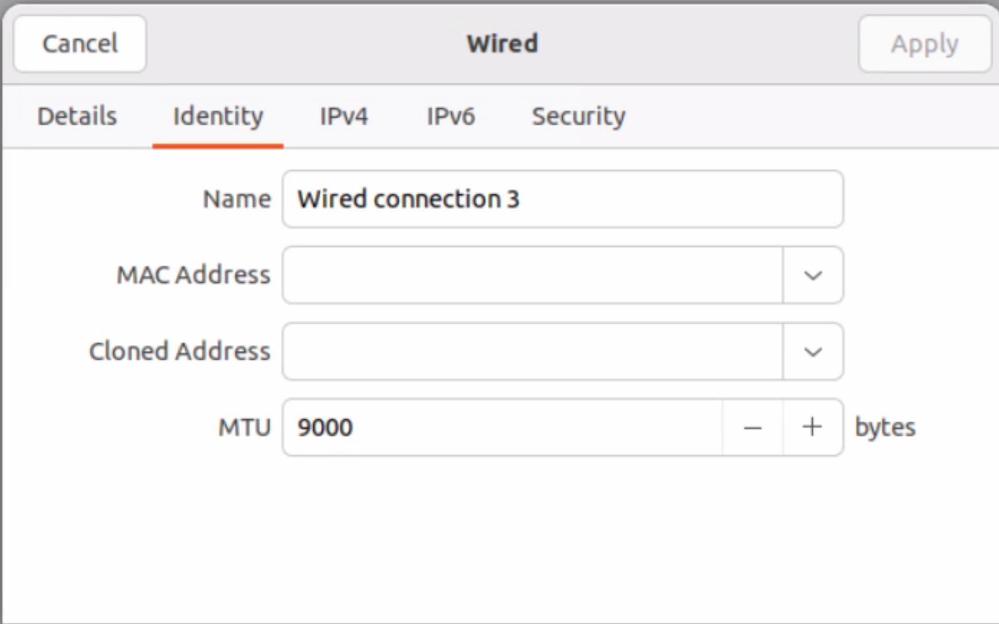 Cancel Wired Apply
Details Identity IPv4 IPv6 Security
Name Wired connection 3
MAC Address
Cloned Address
MTU 9000 − + bytes